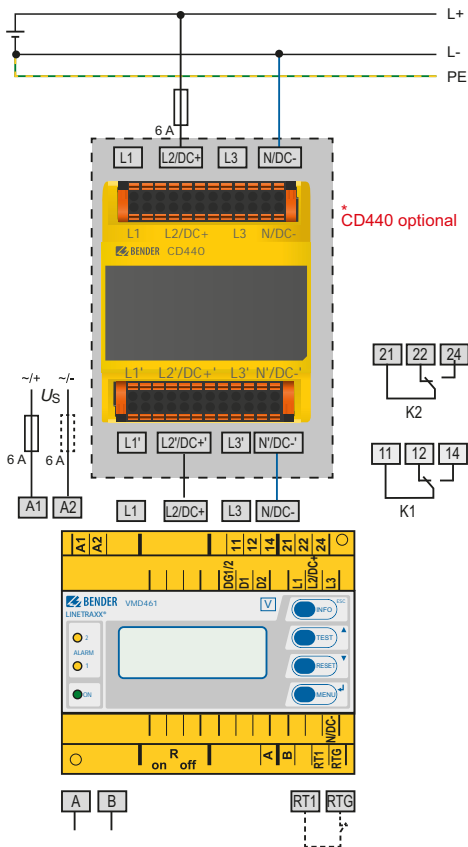 L+
L-
PE
6 A
L1 L2/DC+ L3 N/DC-
*
CD440 optional
L1 L2/DC+ L3 N/DC-
BENDER CD440
L1' L2'/DC+' L3' N'/DC-'
L1' L2'/DC+' L3' N'/DC-'
~/+ ~/-
US
6 A 6 A
A1 A2
21 22 24
K2
11 12 14
K1
L1 L2/DC+ L3 N/DC-
A1 A2 11 12 14 21 22 24
DG1/2 D1 D2 L1 L2/DC+ L3
BENDER VMD461 V
LINETRAXX®
ESC
INFO
2
TEST
ALARM
1
RESET
ON
MENU
N/DC-
R
on off
A B RT1 RTG
A B
RT1 RTG